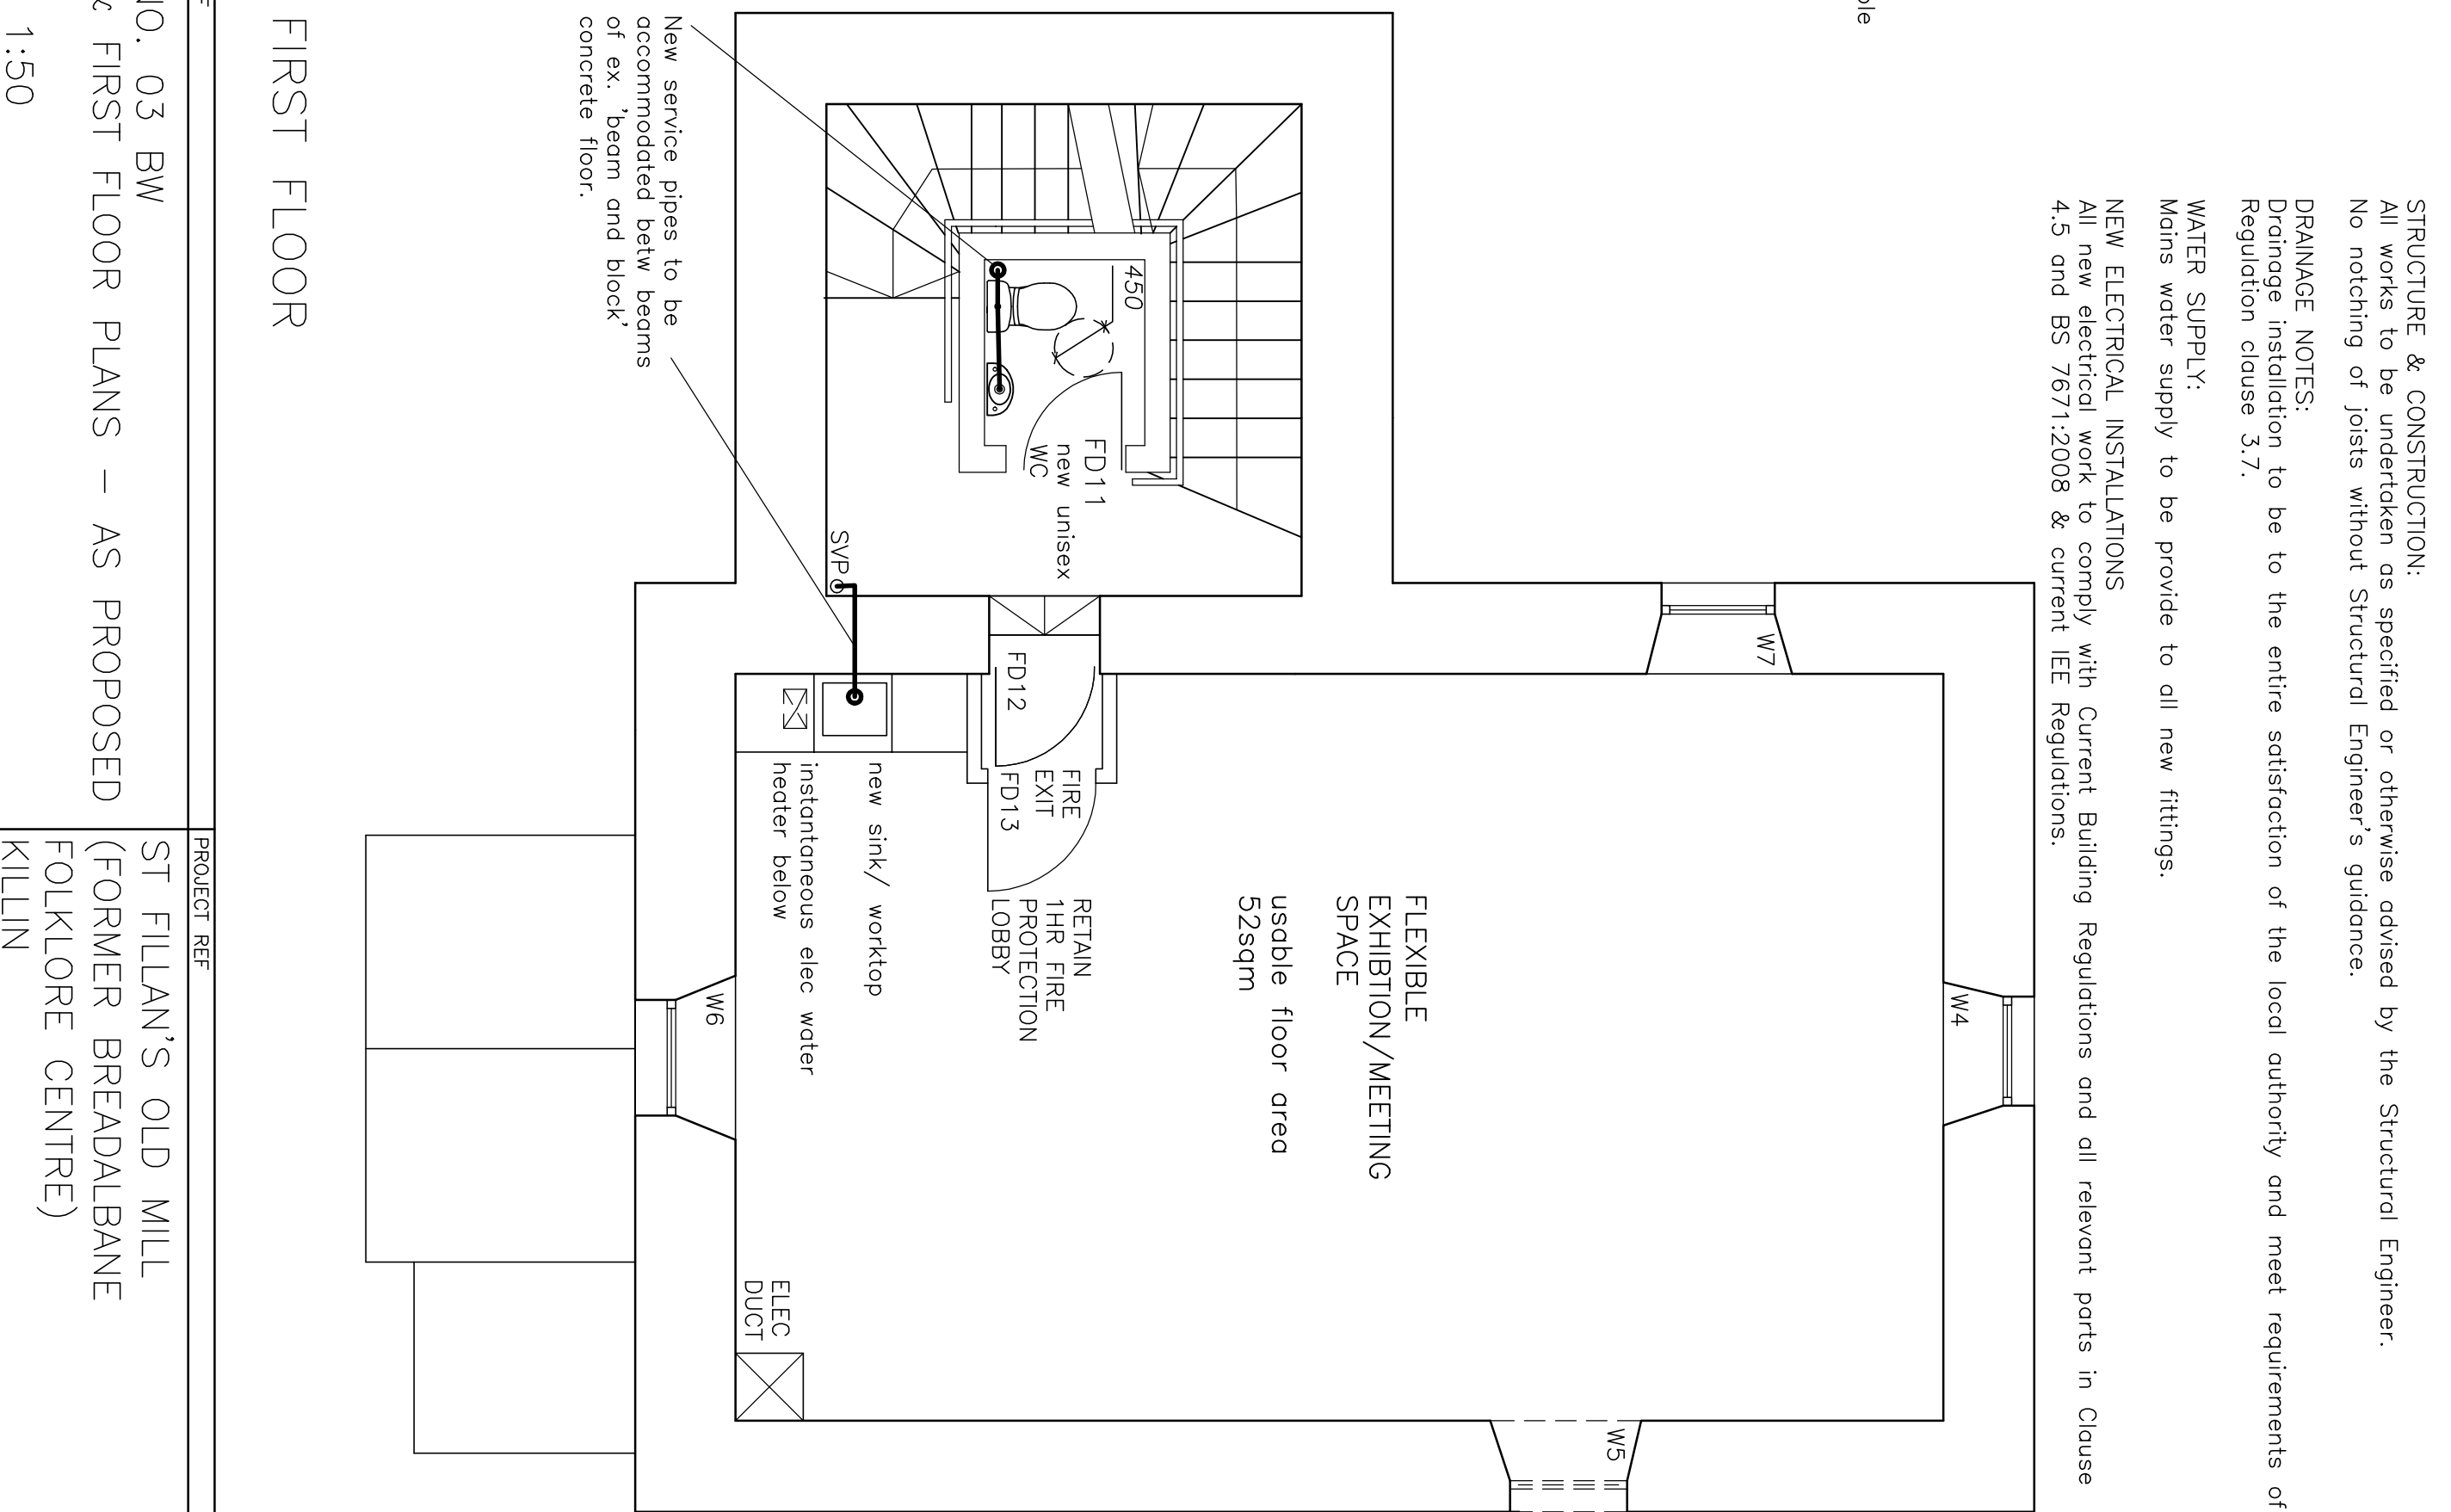 STRUCTURE & CONSTRUCTION:
All works to be undertaken as specified or otherwise advised by the Structural Engineer.
No notching of joists without Structural Engineer's guidance.
DRAINAGE NOTES:
Drainage installation to be to the entire satisfaction of the local authority and meet requirements of
Regulation clause 3.7.
WATER SUPPLY:
Mains water supply to be provide to all new fittings.
NEW ELECTRICAL INSTALLATIONS
All new electrical work to comply with Current Building Regulations and all relevant parts in Clause
4.5 and BS 7671:2008 & current IEE Regulations.
W4
W7
W5
FLEXIBLE
EXHIBTION/MEETING
SPACE
usable floor area
52sqm
450
FD11
new unisex
WC
FD12
FIRE
EXIT
FD13
RETAIN
1HR FIRE
PROTECTION
LOBBY
SVP
new sink/ worktop
instantaneous elec water
heater below
W6
ELEC
DUCT
New service pipes to be
accommodated betw beams
of ex. 'beam and block'
concrete floor.
FIRST FLOOR
NO. 03 BW
FIRST FLOOR PLANS - AS PROPOSED
1:50
PROJECT REF
ST FILLAN'S OLD MILL
(FORMER BREADALBANE
FOLKLORE CENTRE)
KILLIN